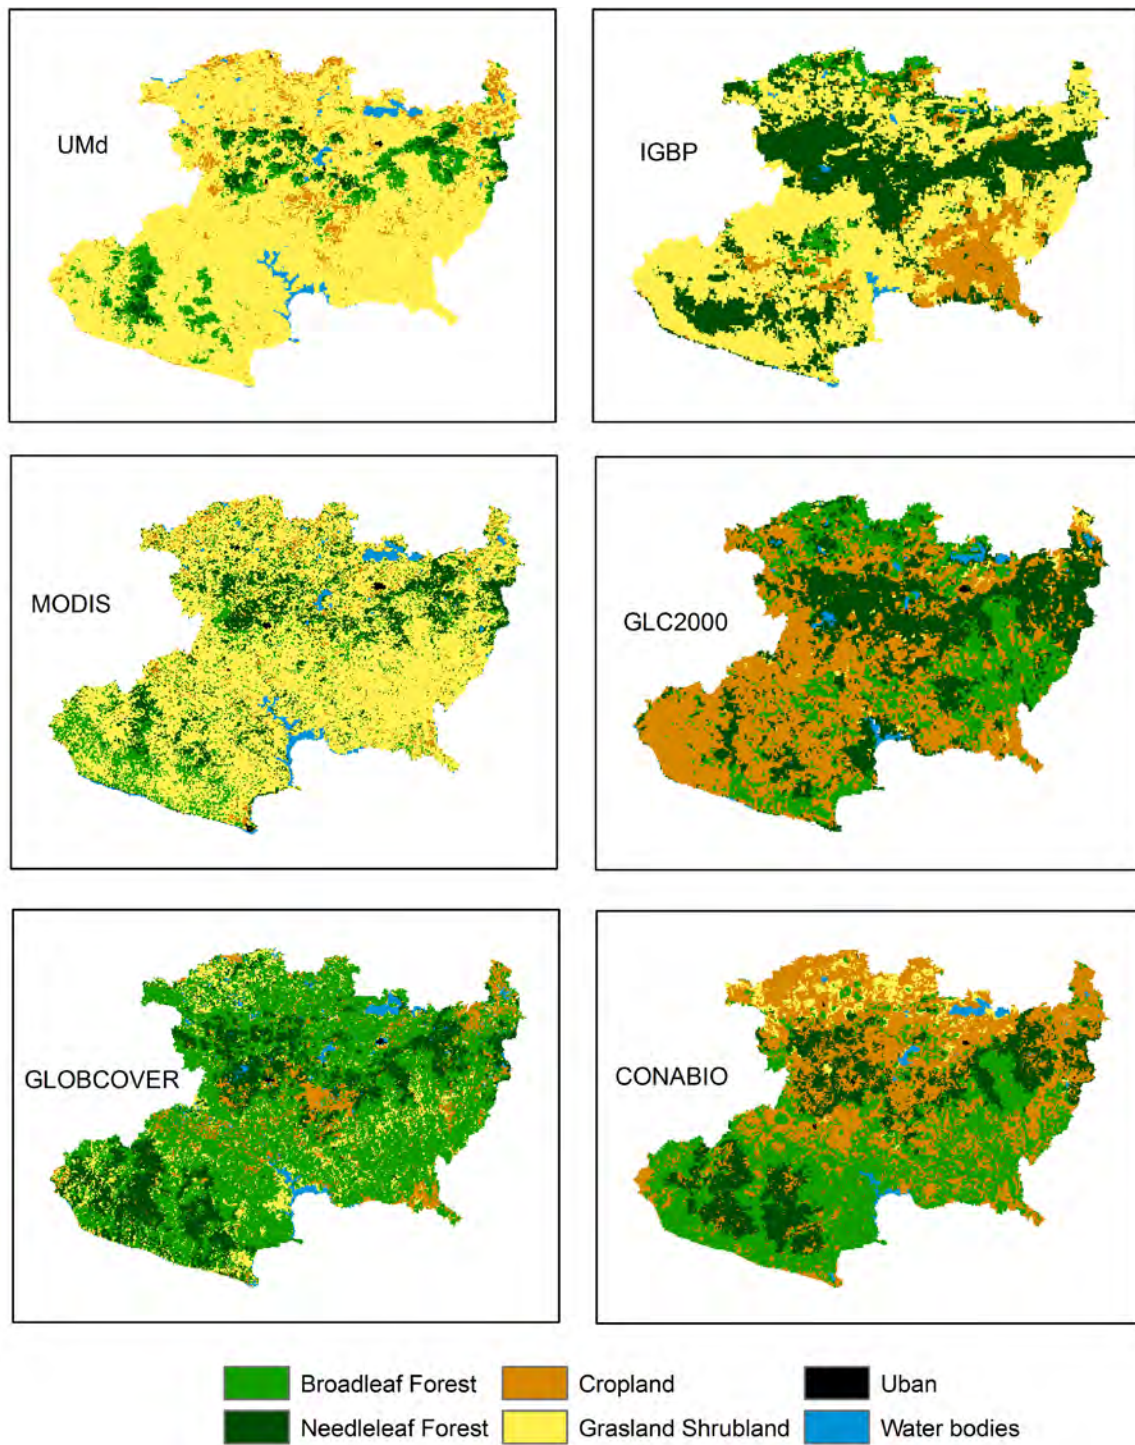 UMd
IGBP
MODIS
GLC2000
GLOBCOVER
CONABIO
Broadleaf Forest
Cropland
Uban
Needleleaf Forest
Grasland Shrubland
Water bodies